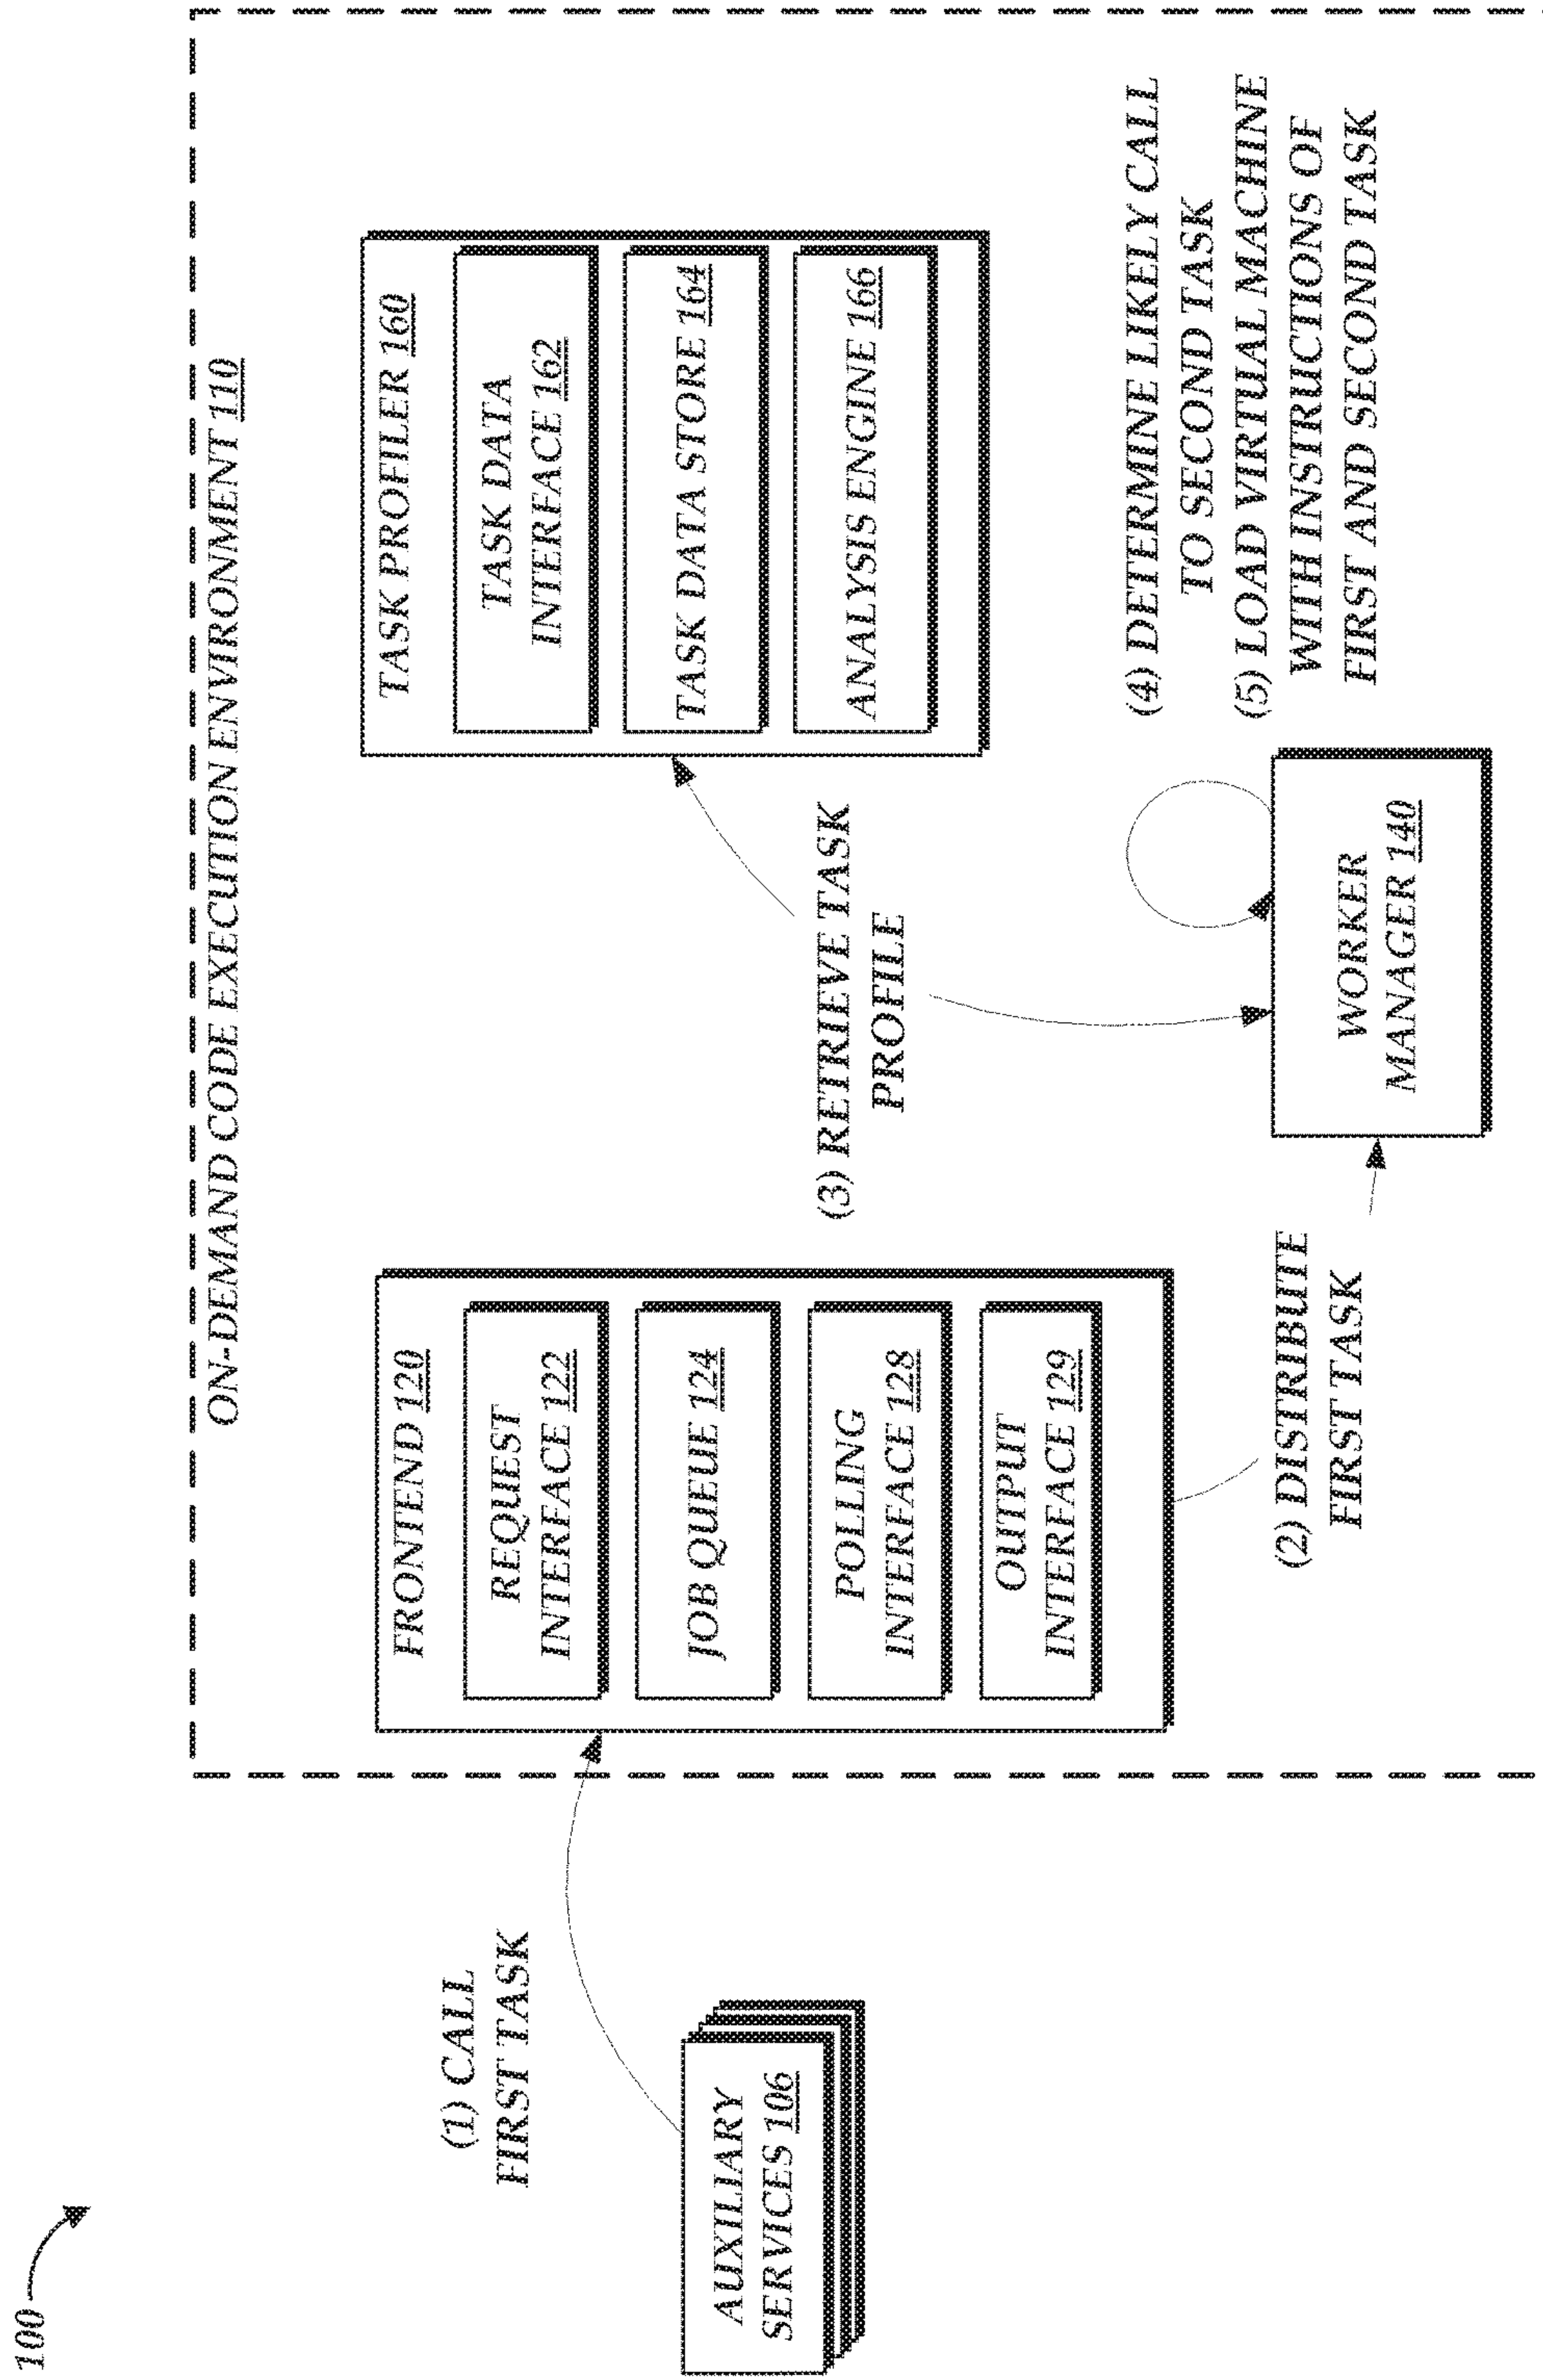 100
ON-DEMAND CODE EXECUTION ENVIRONMENT 110
(1) CALL
FIRST TASK
AUXILIARY
SERVICES 106
FRONTEND 120
REQUEST
INTERFACE 122
JOB QUEUE 124
POLLING
INTERFACE 128
OUTPUT
INTERFACE 129
(2) DISTRIBUTE
FIRST TASK
(3) RETRIEVE TASK
PROFILE
TASK PROFILER 160
TASK DATA
INTERFACE 162
TASK DATA STORE 164
ANALYSIS ENGINE 166
WORKER
MANAGER 140
(4) DETERMINE LIKELY CALL
TO SECOND TASK
(5) LOAD VIRTUAL MACHINE
WITH INSTRUCTIONS OF
FIRST AND SECOND TASK